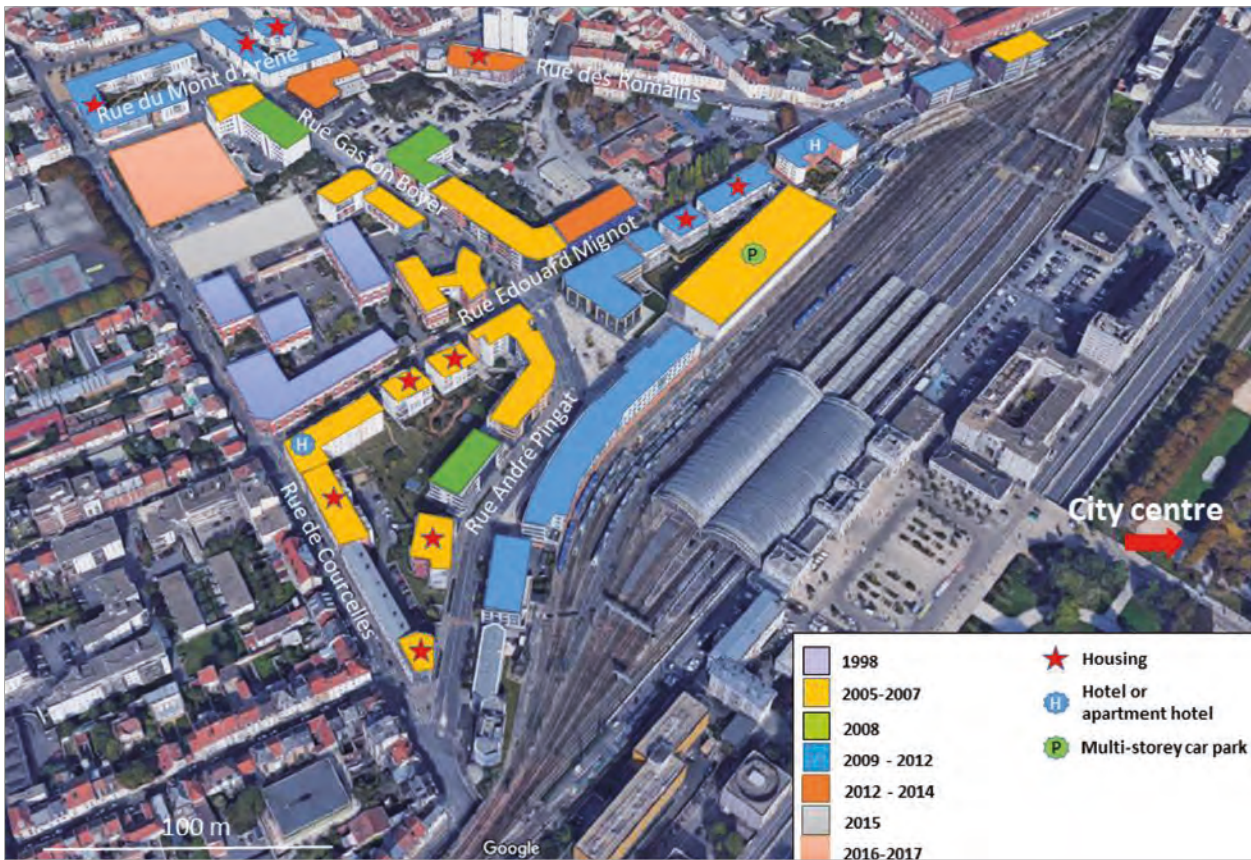 Rue du Mont d'Arène
Rue des Romains
Rue Gaston Boyer
H
Rue Edouard Mignot
P
H
Rue André Pingat
Rue de Courcelles
City centre
1998
2005-2007
2008
2009 - 2012
2012 - 2014
2015
2016-2017
Housing
H
Hotel or
apartment hotel
P
Multi-storey car park
100 m
Google